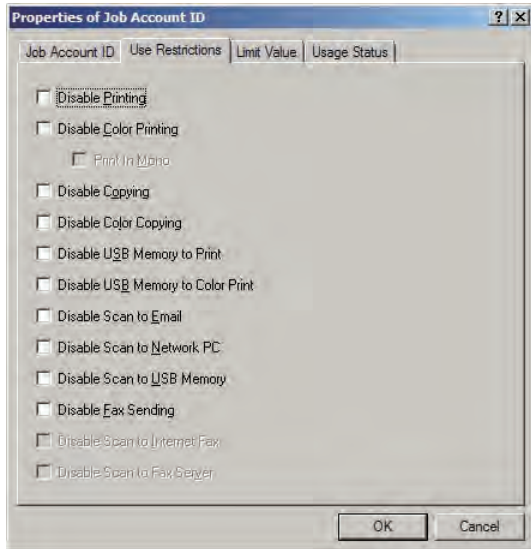 Properties of Job Account ID
Job Account ID Use Restrictions Limit Value Usage Status
Disable Printing
Disable Color Printing
Print In Mono
Disable Copying
Disable Color Copying
Disable USB Memory to Print
Disable USB Memory to Color Print
Disable Scan to Email
Disable Scan to Network PC
Disable Scan to USB Memory
Disable Fax Sending
Disable Scan to Internet Fax
Disable Scan to Fax Server
OK Cancel